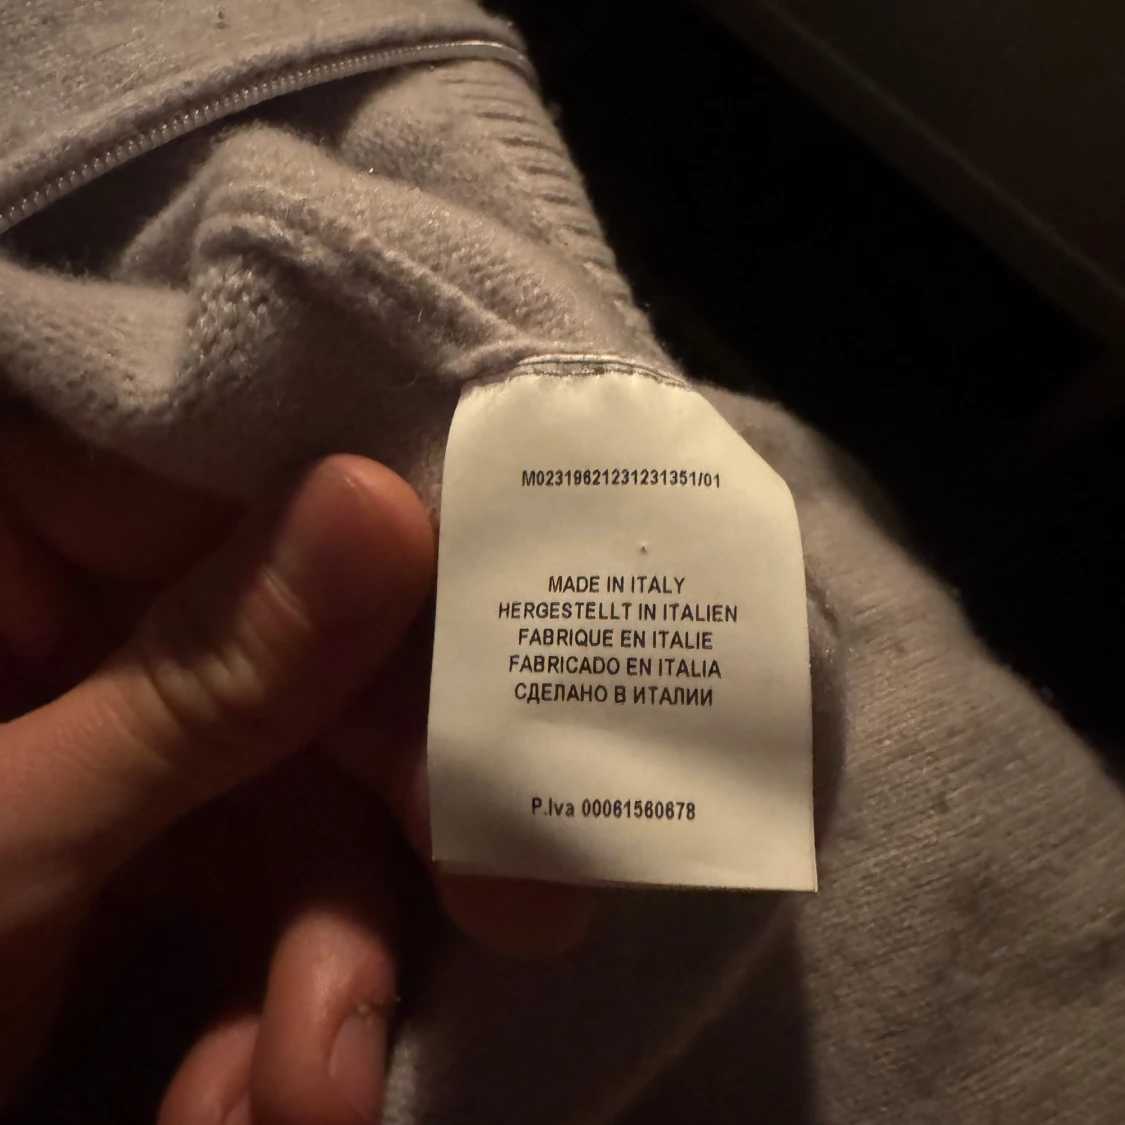 M02319621231231351/01
MADE IN ITALY
HERGESTELLT IN ITALIEN
FABRIQUE EN ITALIE
FABRICADO EN ITALIA
СДЕЛАНО В ИТАЛИИ
P.Iva 00061560678